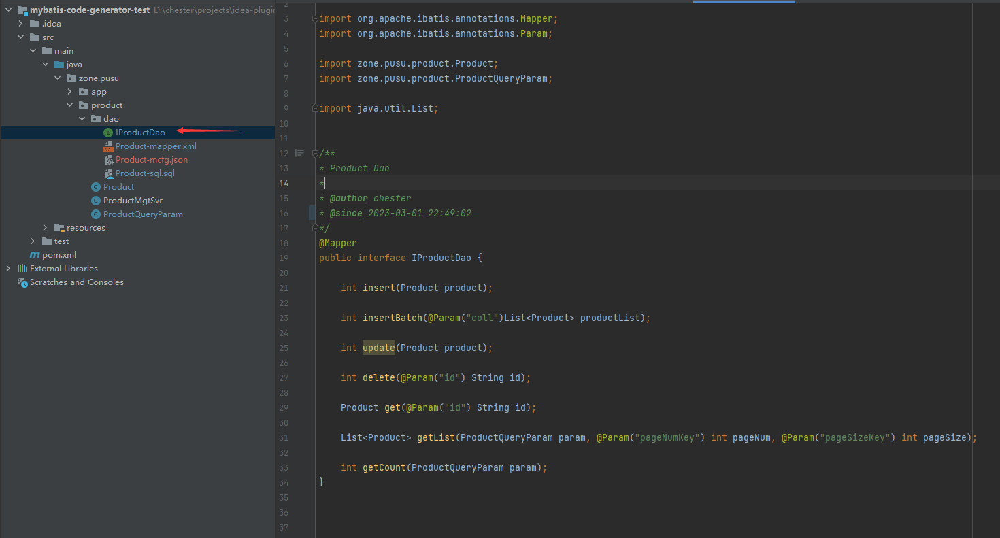 mybatis-code-generator-test D:\chester\projects\idea-plugin
.idea
src
main
java
zone.pusu
app
product
dao
IProductDao
Product-mapper.xml
Product-mcfg.json
Product-sql.sql
Product
ProductMgtSvr
ProductQueryParam
resources
test
pom.xml
External Libraries
Scratches and Consoles
2
3 import org.apache.ibatis.annotations.Mapper;
4 import org.apache.ibatis.annotations.Param;
5
6 import zone.pusu.product.Product;
7 import zone.pusu.product.ProductQueryParam;
8
9 import java.util.List;
10
11
12 /**
13 * Product Dao
14 *
15 * @author chester
16 * @since 2023-03-01 22:49:02
17 */
18 @Mapper
19 public interface IProductDao {
20
21 int insert(Product product);
22
23 int insertBatch(@Param("coll")List<Product> productList);
24
25 int update(Product product);
26
27 int delete(@Param("id") String id);
28
29 Product get(@Param("id") String id);
30
31 List<Product> getList(ProductQueryParam param, @Param("pageNumKey") int pageNum, @Param("pageSizeKey") int pageSize);
32
33 int getCount(ProductQueryParam param);
34 }
35
36
37